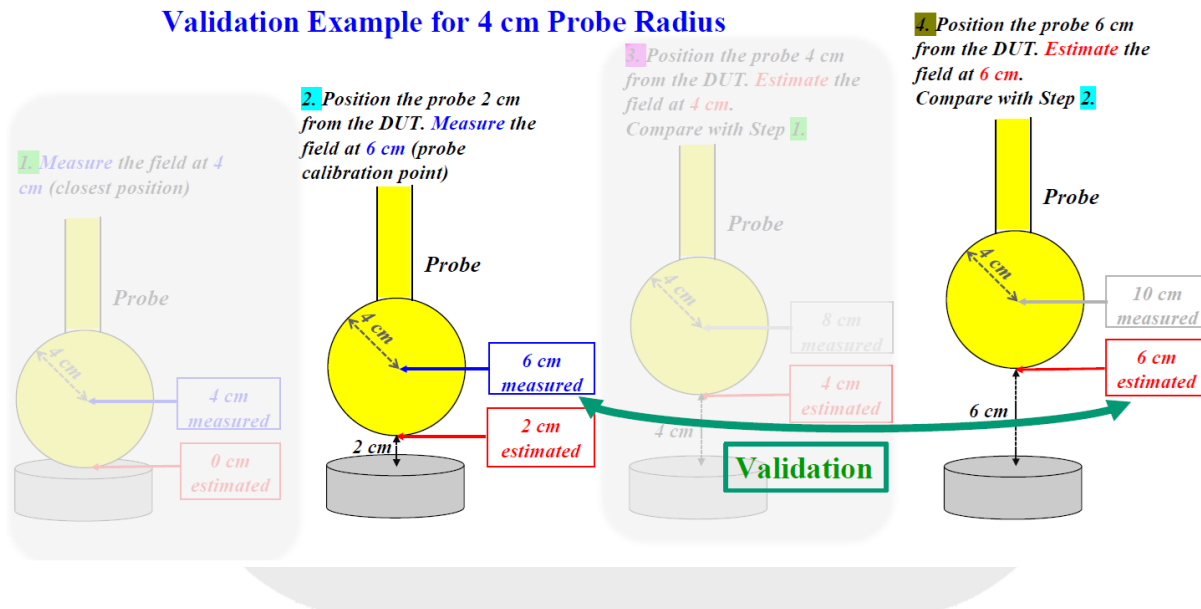 Validation Example for 4 cm Probe Radius
1. Measure the field at 4
cm (closest position)
Probe
4 cm
4 cm
measured
0 cm
estimated
2. Position the probe 2 cm
from the DUT. Measure the
field at 6 cm (probe
calibration point)
Probe
4 cm
6 cm
measured
2 cm
estimated
2 cm
3. Position the probe 4 cm
from the DUT. Estimate the
field at 4 cm.
Compare with Step 1.
Probe
4 cm
8 cm
measured
4 cm
estimated
4 cm
4. Position the probe 6 cm
from the DUT. Estimate the
field at 6 cm.
Compare with Step 2.
Probe
4 cm
10 cm
measured
6 cm
estimated
6 cm
Validation